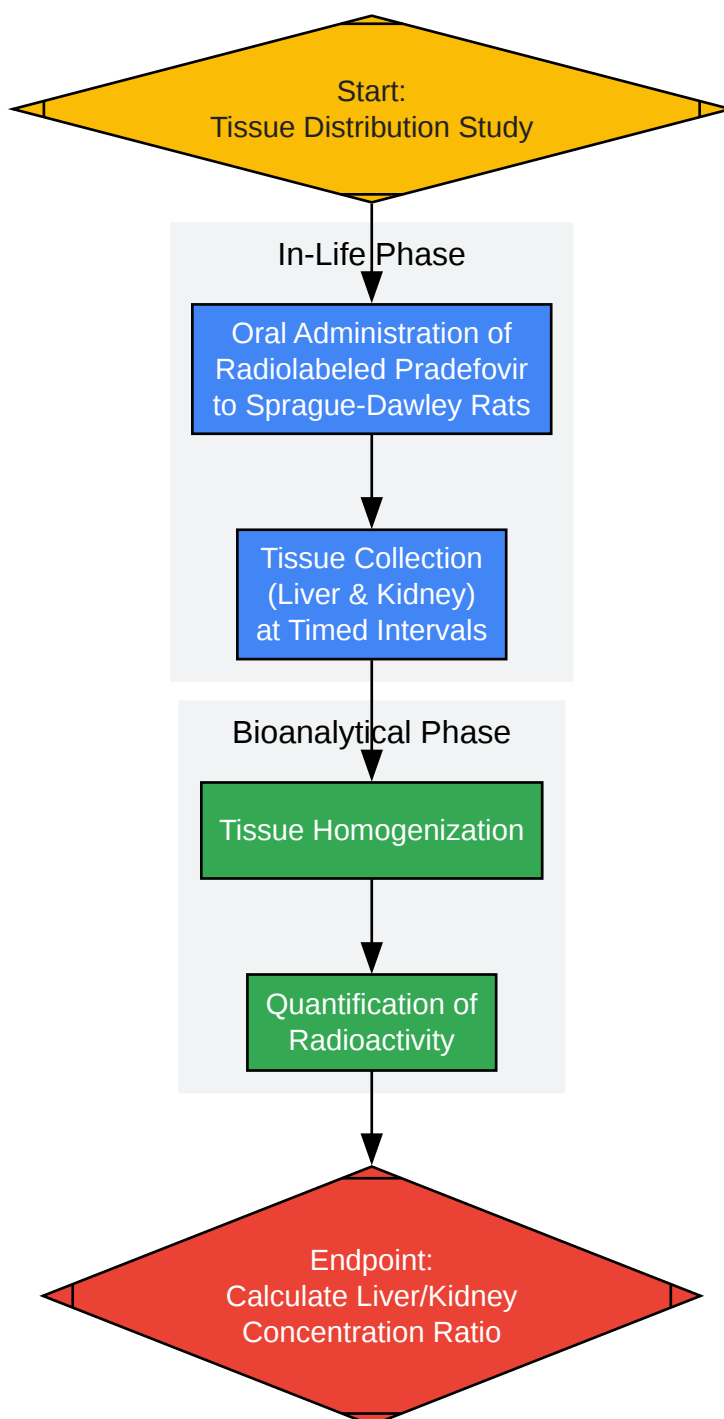 Start:
Tissue Distribution Study
In-Life Phase
Oral Administration of
Radiolabeled Pradefovir
to Sprague-Dawley Rats
Tissue Collection
(Liver & Kidney)
at Timed Intervals
Bioanalytical Phase
Tissue Homogenization
Quantification of
Radioactivity
Endpoint:
Calculate Liver/Kidney
Concentration Ratio